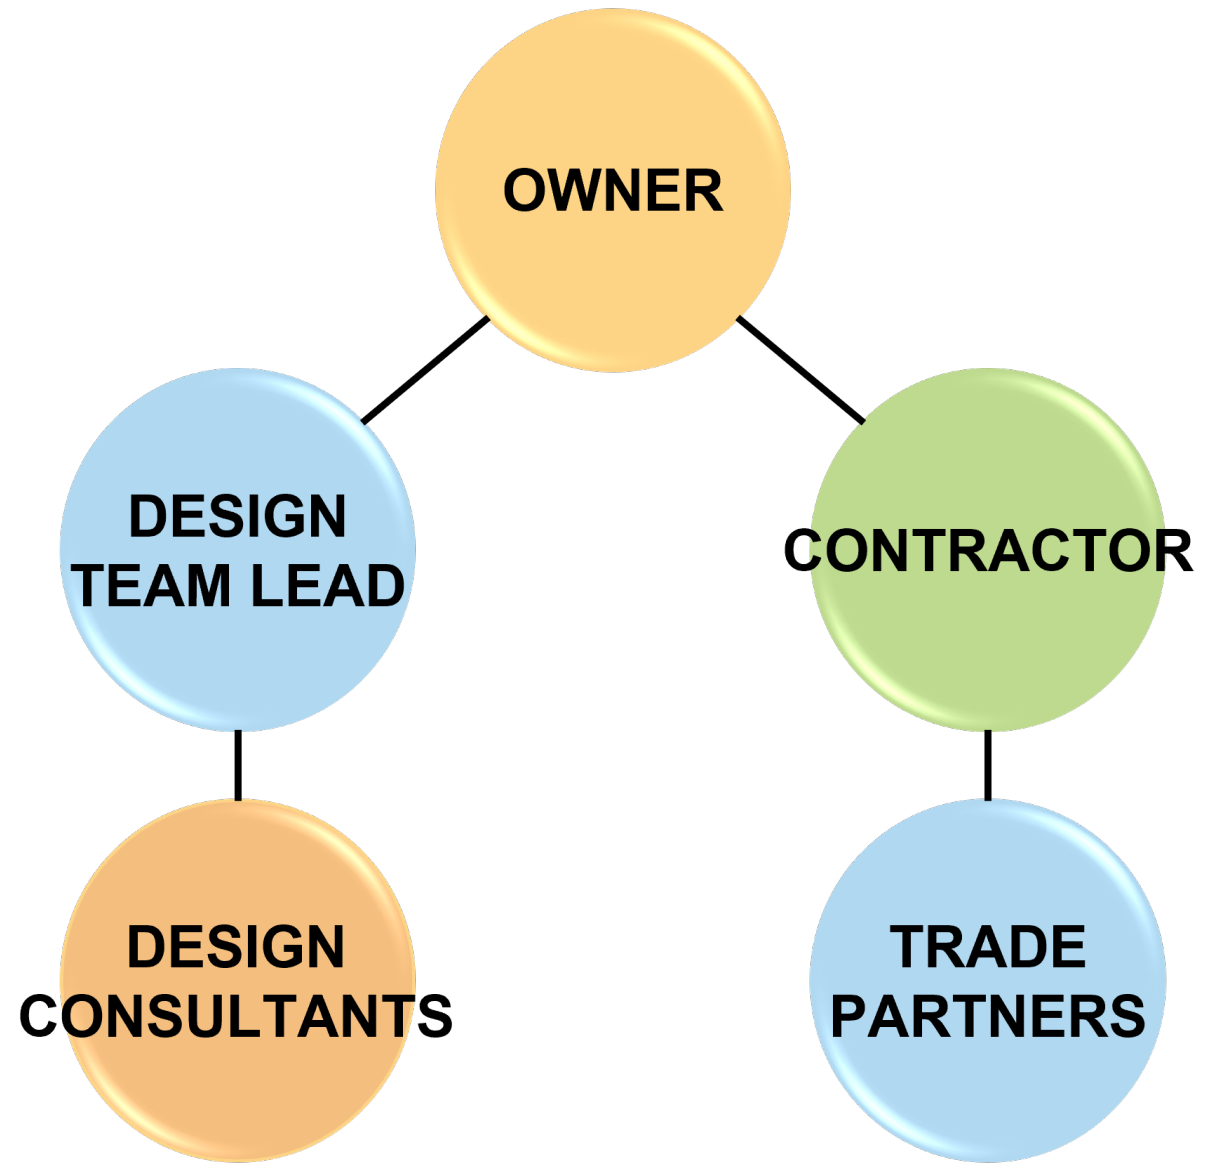 OWNER
DESIGN
TEAM LEAD
CONTRACTOR
DESIGN
CONSULTANTS
TRADE
PARTNERS